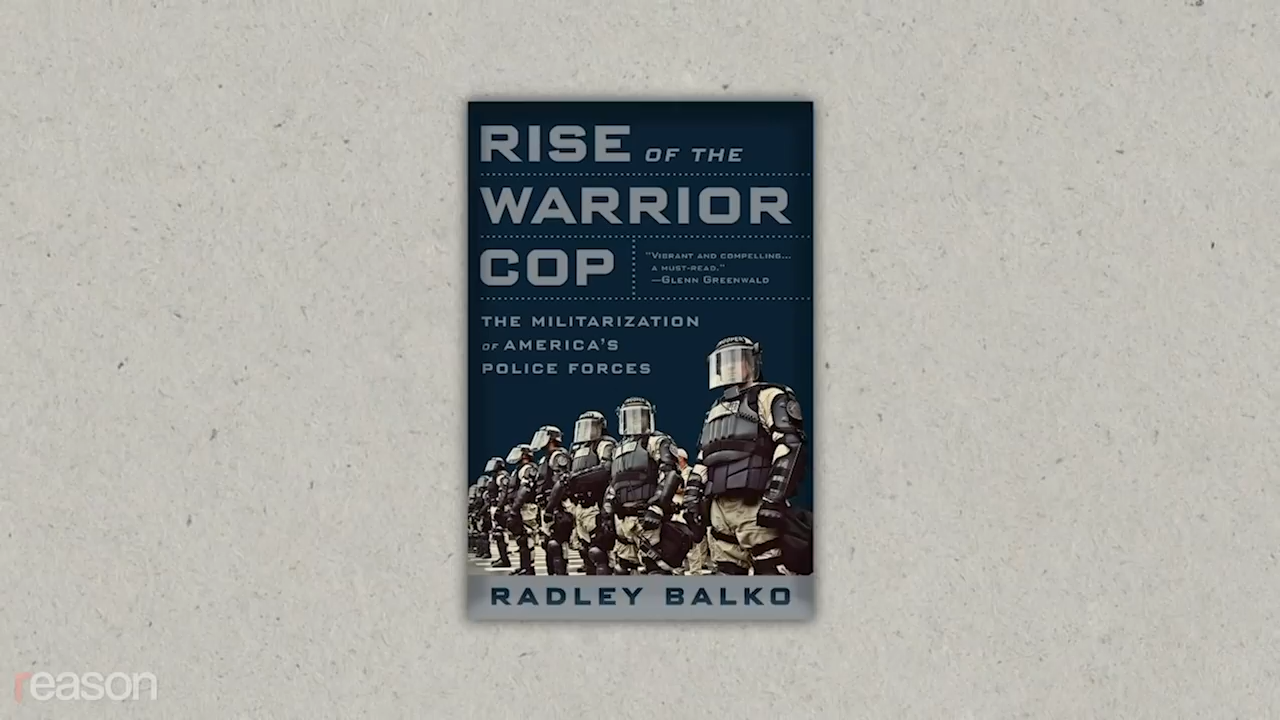 RISE OF THE
WARRIOR
COP
"VIBRANT AND COMPELLING...
A MUST-READ."
—GLENN GREENWALD
THE MILITARIZATION
OF AMERICA'S
POLICE FORCES
RADLEY BALKO
reason